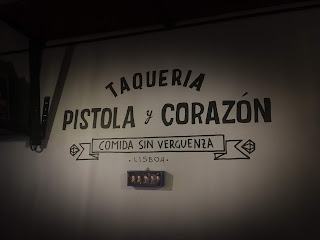 TAQUERIA
PISTOLA y CORAZÓN
COMIDA SIN VERGUENZA
· LISBOA ·